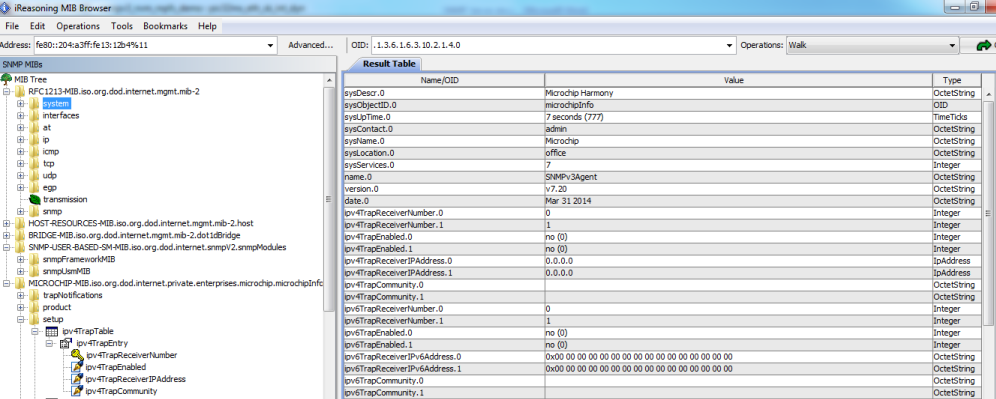 iReasoning MIB Browser
File Edit Operations Tools Bookmarks Help
Address: fe80::204:a3ff:fe13:12b4%11 Advanced... OID: .1.3.6.1.6.3.10.2.1.4.0 Operations: Walk
SNMP MIBs
MIB Tree
RFC1213-MIB.iso.org.dod.internet.mgmt.mib-2
system
interfaces
at
ip
icmp
tcp
udp
egp
transmission
snmp
HOST-RESOURCES-MIB.iso.org.dod.internet.mgmt.mib-2.host
BRIDGE-MIB.iso.org.dod.internet.mgmt.mib-2.dot1dBridge
SNMP-USER-BASED-SM-MIB.iso.org.dod.internet.snmpV2.snmpModules
snmpFrameworkMIB
snmpUsmMIB
MICROCHIP-MIB.iso.org.dod.internet.private.enterprises.microchip.microchipInfo
trapNotifications
product
setup
ipv4TrapTable
ipv4TrapEntry
ipv4TrapReceiverNumber
ipv4TrapEnabled
ipv4TrapReceiverIPAddress
ipv4TrapCommunity
Result Table
Name/OID Value Type
sysDescr.0 Microchip Harmony OctetString
sysObjectID.0 microchipInfo OID
sysUpTime.0 7 seconds (777) TimeTicks
sysContact.0 admin OctetString
sysName.0 Microchip OctetString
sysLocation.0 office OctetString
sysServices.0 7 Integer
name.0 SNMPv3Agent OctetString
version.0 v7.20 OctetString
date.0 Mar 31 2014 OctetString
ipv4TrapReceiverNumber.0 0 Integer
ipv4TrapReceiverNumber.1 1 Integer
ipv4TrapEnabled.0 no (0) Integer
ipv4TrapEnabled.1 no (0) Integer
ipv4TrapReceiverIPAddress.0 0.0.0.0 IpAddress
ipv4TrapReceiverIPAddress.1 0.0.0.0 IpAddress
ipv4TrapCommunity.0 OctetString
ipv4TrapCommunity.1 OctetString
ipv6TrapReceiverNumber.0 0 Integer
ipv6TrapReceiverNumber.1 1 Integer
ipv6TrapEnabled.0 no (0) Integer
ipv6TrapEnabled.1 no (0) Integer
ipv6TrapReceiverIPv6Address.0 0x00 00 00 00 00 00 00 00 00 00 00 00 00 00 00 00 OctetString
ipv6TrapReceiverIPv6Address.1 0x00 00 00 00 00 00 00 00 00 00 00 00 00 00 00 00 OctetString
ipv6TrapCommunity.0 OctetString
ipv6TrapCommunity.1 OctetString